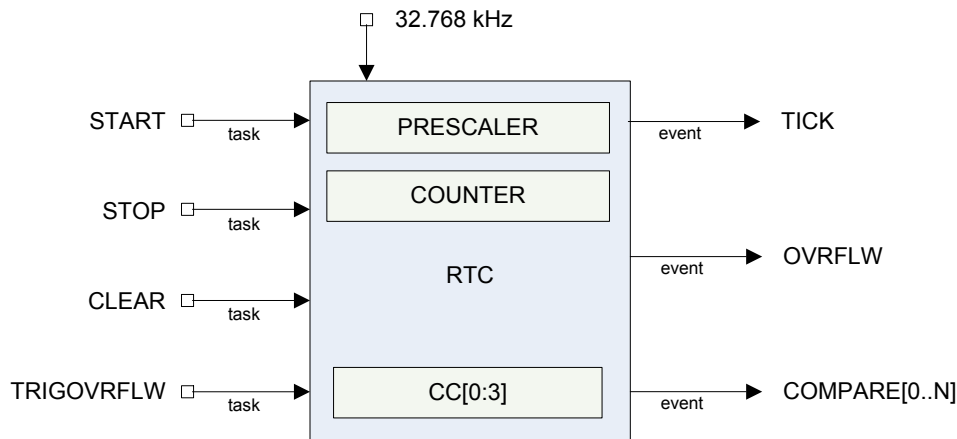 32.768 kHz
START
task
PRESCALER
event
TICK
STOP
task
COUNTER
RTC
event
OVRFLW
CLEAR
task
TRIGOVRFLW
task
CC[0:3]
event
COMPARE[0..N]